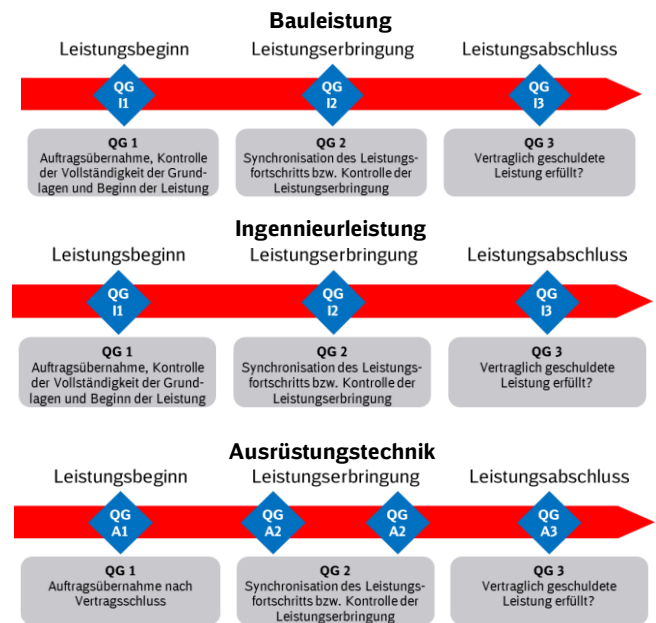 Bauleistung
Leistungsbeginn Leistungserbringung Leistungsabschluss
QG I1 QG I2 QG I3
QG 1
Auftragsübernahme, Kontrolle
der Vollständigkeit der Grund-
lagen und Beginn der Leistung
QG 2
Synchronisation des Leistungs-
fortschritts bzw. Kontrolle der
Leistungserbringung
QG 3
Vertraglich geschuldete
Leistung erfüllt?
Ingennieurleistung
Leistungsbeginn Leistungserbringung Leistungsabschluss
QG I1 QG I2 QG I3
QG 1
Auftragsübernahme, Kontrolle
der Vollständigkeit der Grund-
lagen und Beginn der Leistung
QG 2
Synchronisation des Leistungs-
fortschritts bzw. Kontrolle der
Leistungserbringung
QG 3
Vertraglich geschuldete
Leistung erfüllt?
Ausrüstungstechnik
Leistungsbeginn Leistungserbringung Leistungsabschluss
QG A1 QG A2 QG A2 QG A3
QG 1
Auftragsübernahme nach
Vertragsschluss
QG 2
Synchronisation des Leistungs-
fortschritts bzw. Kontrolle der
Leistungserbringung
QG 3
Vertraglich geschuldete
Leistung erfüllt?